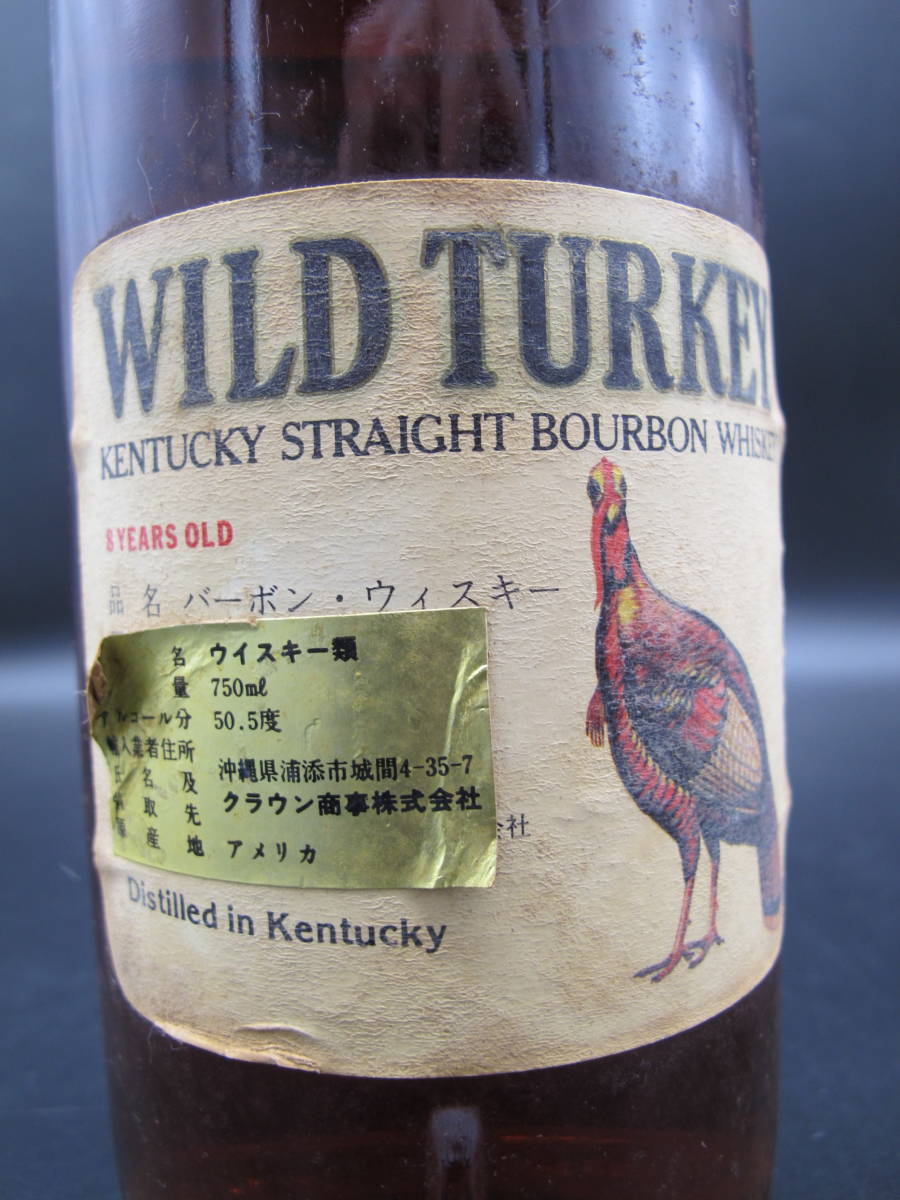 WILD TURKEY
KENTUCKY STRAIGHT BOURBON WHISKEY
8 YEARS OLD
品名 バーボン・ウィスキー
名 ウイスキー類
量 750mℓ
アルコール分 50.5度
輸入業者住所
氏名及 沖縄県浦添市城間4-35-7
取先 クラウン商事株式会社
原産地 アメリカ
会社
Distilled in Kentucky